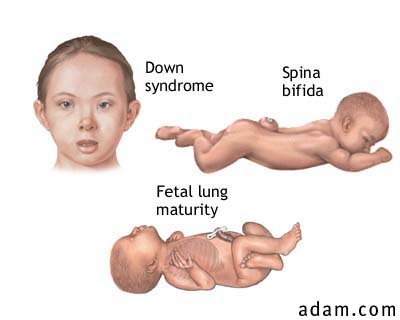 Down
syndrome
Spina
bifida
Fetal lung
maturity
adam.com